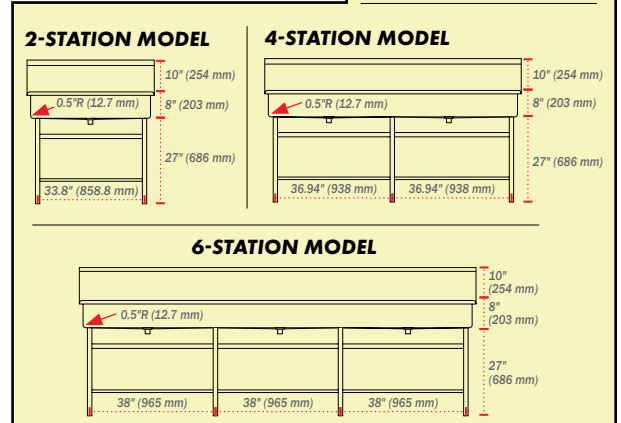 2-STATION MODEL
10" (254 mm)
0.5"R (12.7 mm)
8" (203 mm)
27" (686 mm)
33.8" (858.8 mm)
4-STATION MODEL
10" (254 mm)
0.5"R (12.7 mm)
8" (203 mm)
27" (686 mm)
36.94" (938 mm)
36.94" (938 mm)
6-STATION MODEL
10"
(254 mm)
0.5"R (12.7 mm)
8"
(203 mm)
27"
(686 mm)
38" (965 mm)
38" (965 mm)
38" (965 mm)